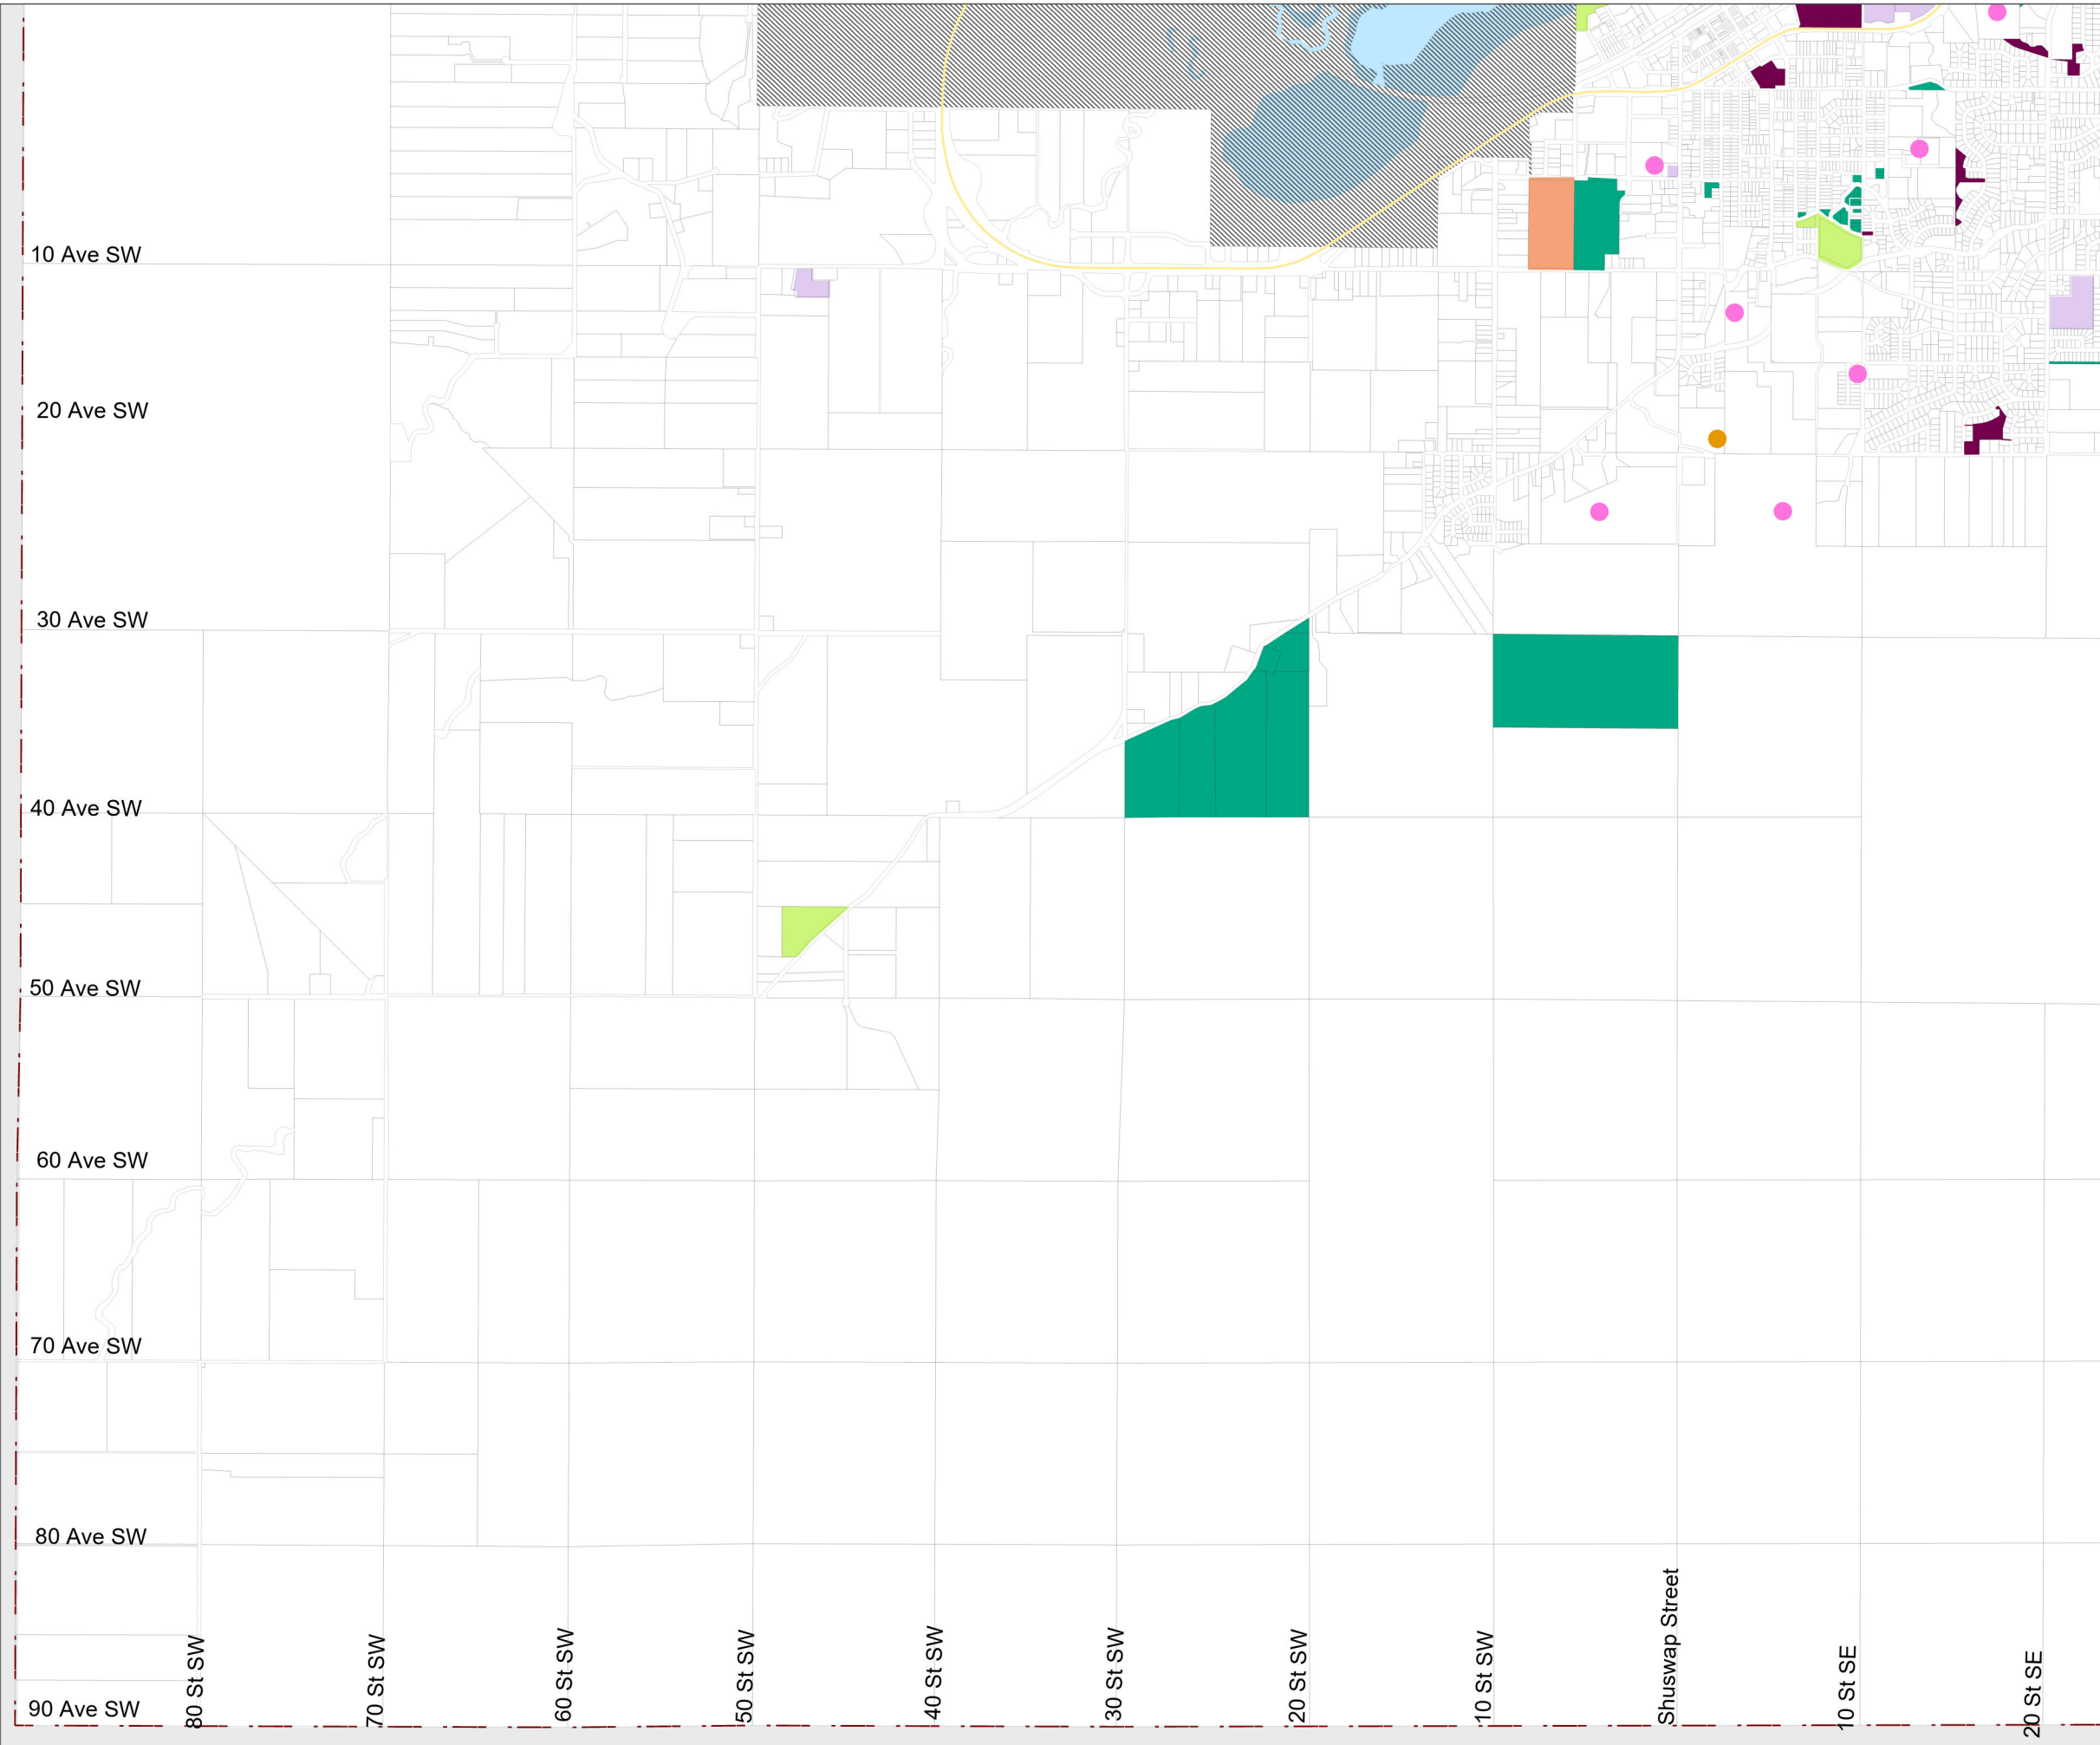 10 Ave SW
20 Ave SW
30 Ave SW
40 Ave SW
50 Ave SW
60 Ave SW
70 Ave SW
80 Ave SW
90 Ave SW
80 St SW
70 St SW
60 St SW
50 St SW
40 St SW
30 St SW
20 St SW
10 St SW
Shuswap Street
10 St SE
20 St SE